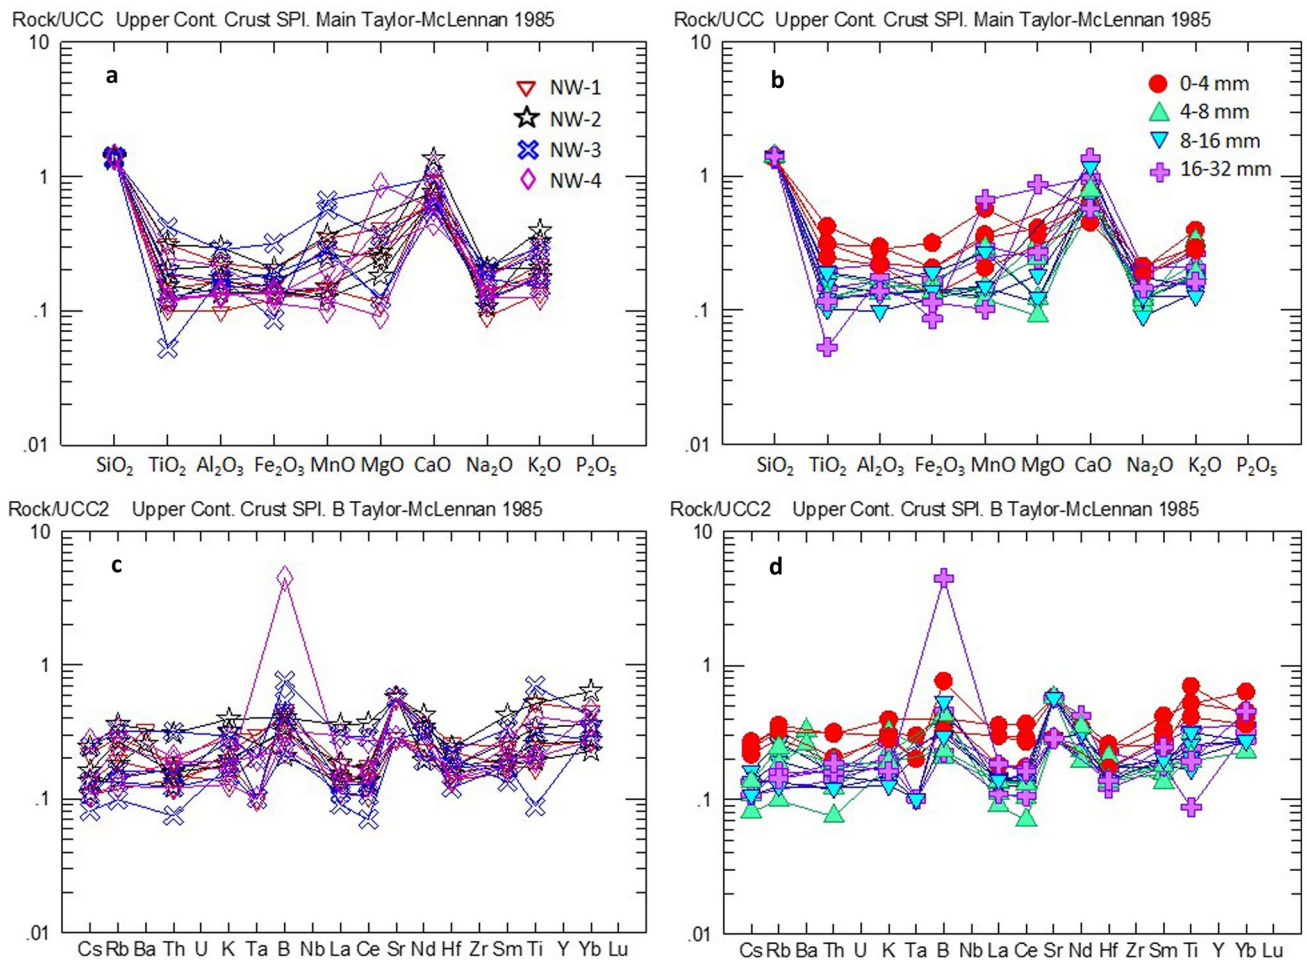 Rock/UCC Upper Cont. Crust SPI. Main Taylor-McLennan 1985
10
a
NW-1
NW-2
NW-3
NW-4
1
.1
.01
SiO₂ TiO₂ Al₂O₃ Fe₂O₃ MnO MgO CaO Na₂O K₂O P₂O₅
Rock/UCC Upper Cont. Crust SPI. Main Taylor-McLennan 1985
10
b
0-4 mm
4-8 mm
8-16 mm
16-32 mm
1
.1
.01
SiO₂ TiO₂ Al₂O₃ Fe₂O₃ MnO MgO CaO Na₂O K₂O P₂O₅
Rock/UCC2 Upper Cont. Crust SPI. B Taylor-McLennan 1985
10
c
1
.1
.01
Cs Rb Ba Th U K Ta B Nb La Ce Sr Nd Hf Zr Sm Ti Y Yb Lu
Rock/UCC2 Upper Cont. Crust SPI. B Taylor-McLennan 1985
10
d
1
.1
.01
Cs Rb Ba Th U K Ta B Nb La Ce Sr Nd Hf Zr Sm Ti Y Yb Lu